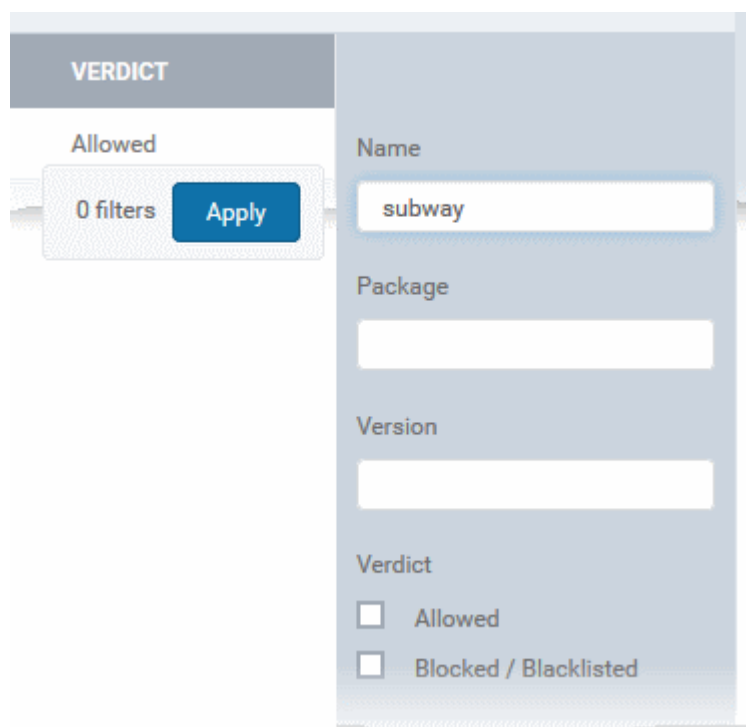 VERDICT
Allowed
0 filters Apply
Name
subway
Package
Version
Verdict
Allowed
Blocked / Blacklisted